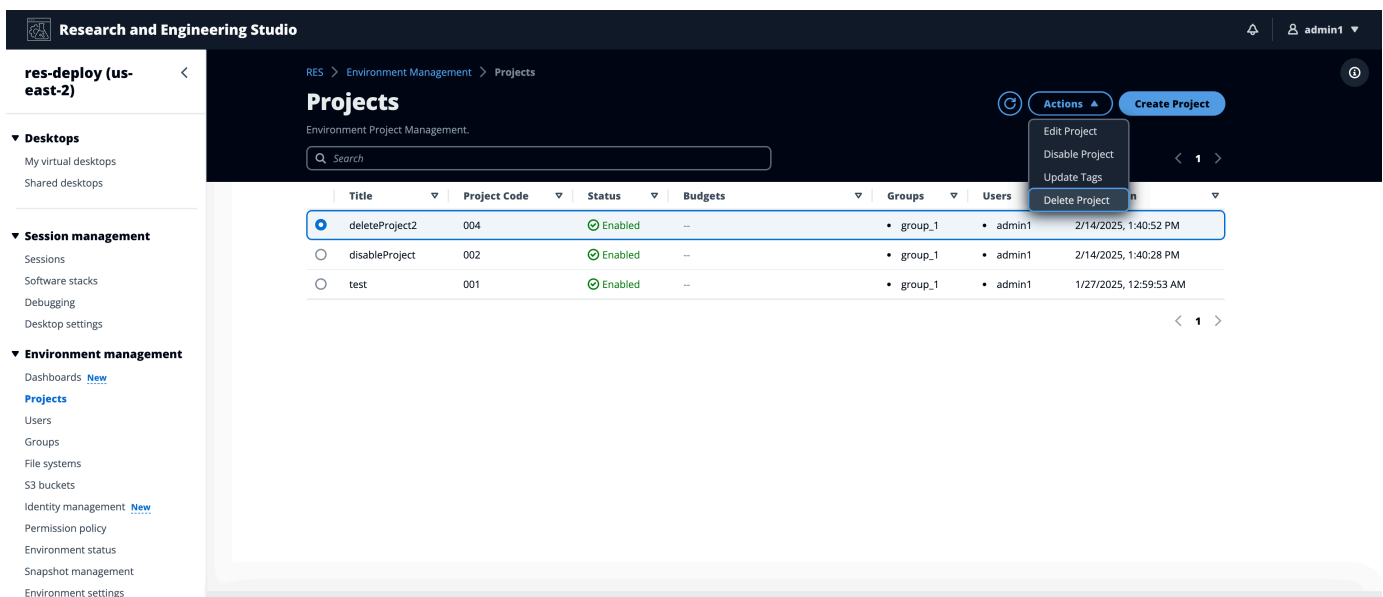 Research and Engineering Studio
admin1
res-deploy (us-
east-2)
Desktops
My virtual desktops
Shared desktops
Session management
Sessions
Software stacks
Debugging
Desktop settings
Environment management
Dashboards New
Projects
Users
Groups
File systems
S3 buckets
Identity management New
Permission policy
Environment status
Snapshot management
Environment settings
RES > Environment Management > Projects
Projects
Environment Project Management.
Actions
Create Project
Edit Project
Disable Project
Update Tags
Delete Project
Search
< 1 >
Title Project Code Status Budgets Groups Users n
deleteProject2 004 Enabled -- • group_1 • admin1 2/14/2025, 1:40:52 PM
disableProject 002 Enabled -- • group_1 • admin1 2/14/2025, 1:40:28 PM
test 001 Enabled -- • group_1 • admin1 1/27/2025, 12:59:53 AM
< 1 >